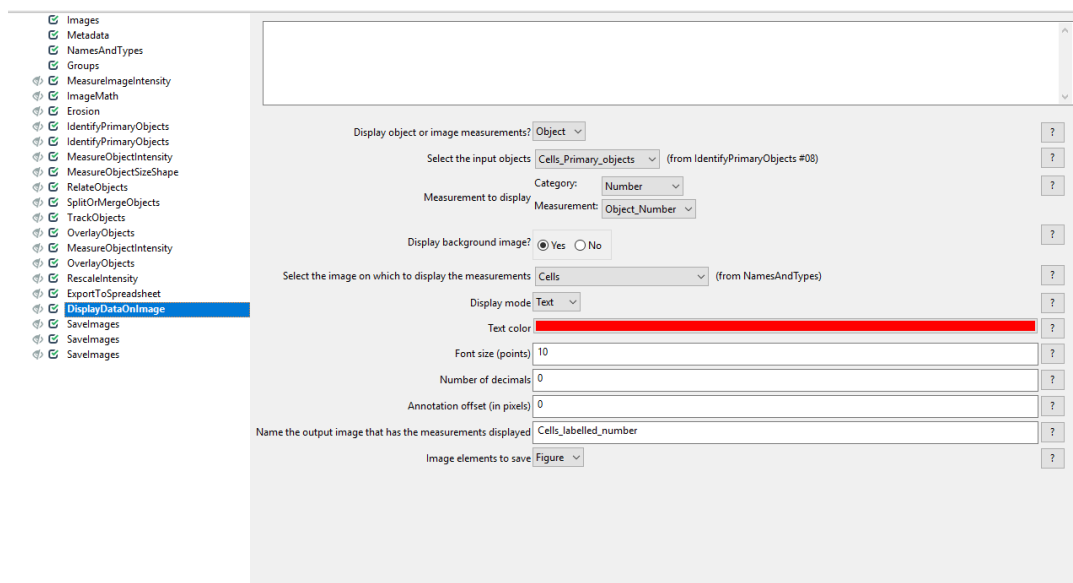 Images
Metadata
NamesAndTypes
Groups
MeasureImageIntensity
ImageMath
Erosion
IdentifyPrimaryObjects
IdentifyPrimaryObjects
MeasureObjectIntensity
MeasureObjectSizeShape
RelateObjects
SplitOrMergeObjects
TrackObjects
OverlayObjects
MeasureObjectIntensity
OverlayObjects
RescaleIntensity
ExportToSpreadsheet
DisplayDataOnImage
SaveImages
SaveImages
SaveImages
Display object or image measurements? Object ?
Select the input objects Cells_Primary_objects (from IdentifyPrimaryObjects #08) ?
Measurement to display Category: Number ?
Measurement: Object_Number
Display background image? Yes No ?
Select the image on which to display the measurements Cells (from NamesAndTypes) ?
Display mode Text ?
Text color ?
Font size (points) 10 ?
Number of decimals 0 ?
Annotation offset (in pixels) 0 ?
Name the output image that has the measurements displayed Cells_labelled_number ?
Image elements to save Figure ?